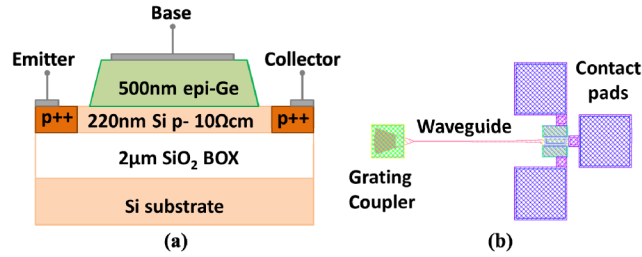 Base
Emitter
Collector
500nm epi-Ge
p++
220nm Si p- 10Ωcm
p++
2µm SiO₂ BOX
Si substrate
(a)
Contact
pads
Waveguide
Grating
Coupler
(b)